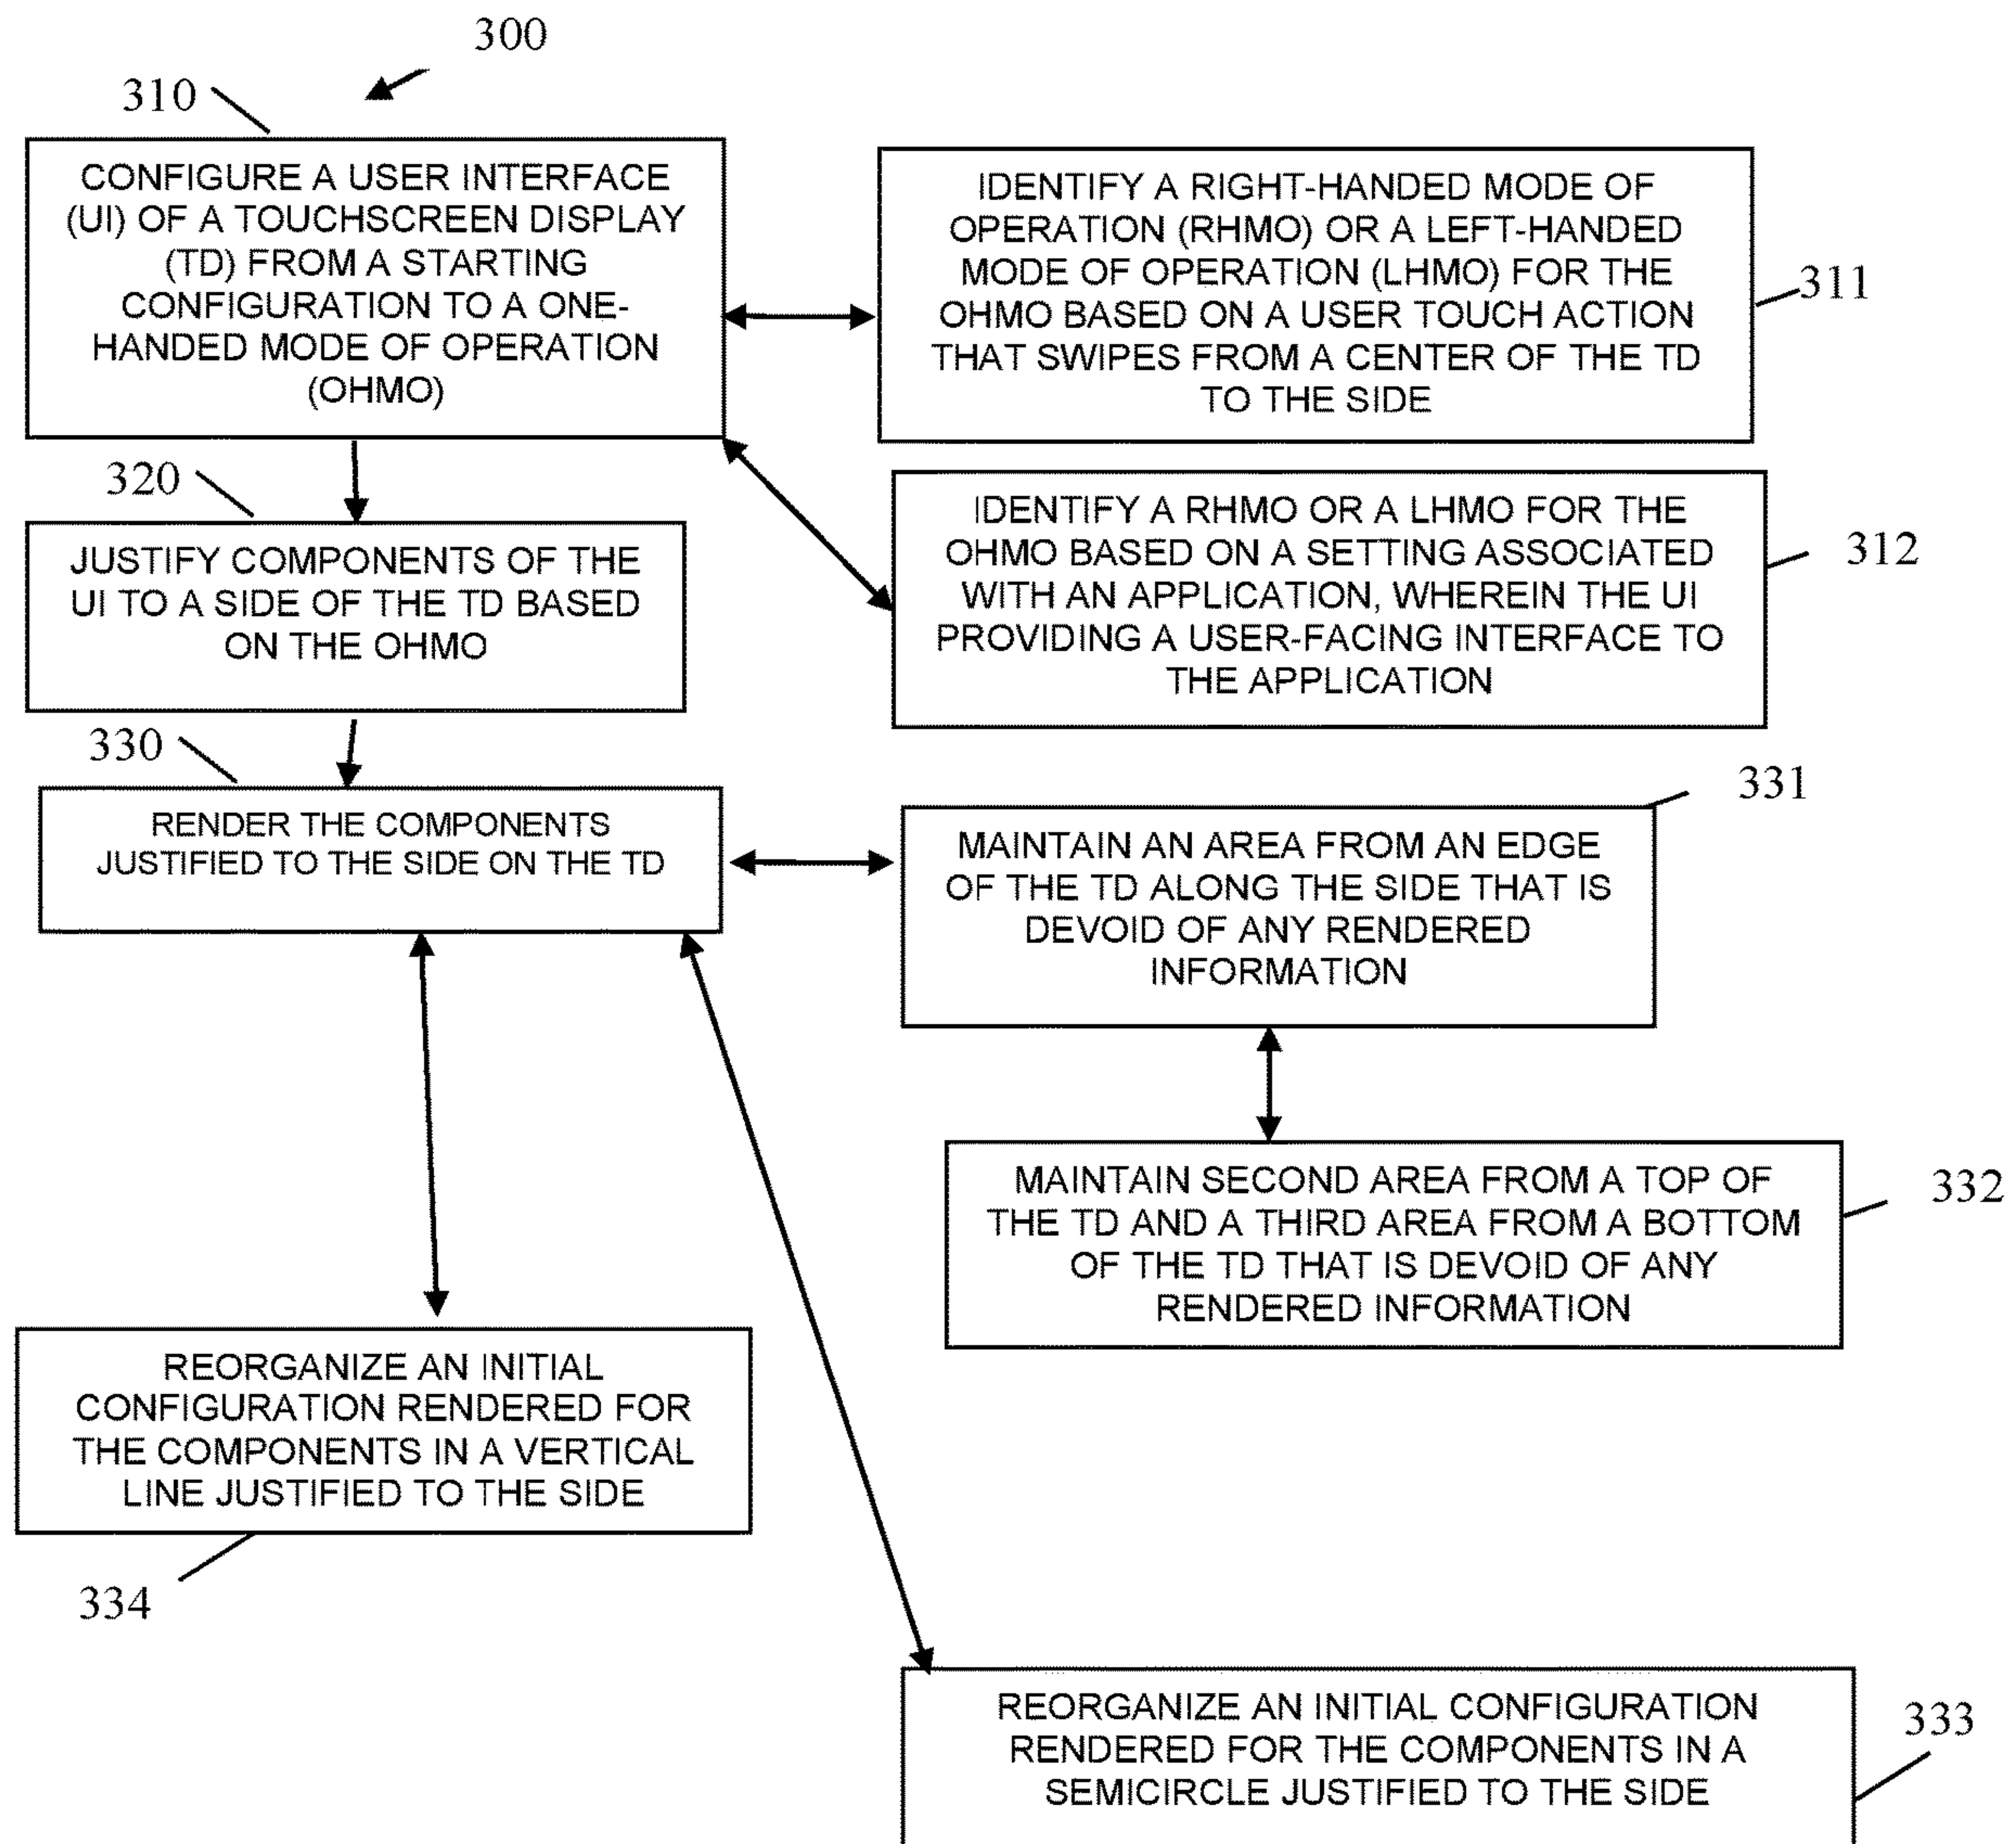 300
310
CONFIGURE A USER INTERFACE
(UI) OF A TOUCHSCREEN DISPLAY
(TD) FROM A STARTING
CONFIGURATION TO A ONE-
HANDED MODE OF OPERATION
(OHMO)
IDENTIFY A RIGHT-HANDED MODE OF
OPERATION (RHMO) OR A LEFT-HANDED
MODE OF OPERATION (LHMO) FOR THE
OHMO BASED ON A USER TOUCH ACTION
THAT SWIPES FROM A CENTER OF THE TD
TO THE SIDE
311
320
JUSTIFY COMPONENTS OF THE
UI TO A SIDE OF THE TD BASED
ON THE OHMO
IDENTIFY A RHMO OR A LHMO FOR THE
OHMO BASED ON A SETTING ASSOCIATED
WITH AN APPLICATION, WHEREIN THE UI
PROVIDING A USER-FACING INTERFACE TO
THE APPLICATION
312
330
RENDER THE COMPONENTS
JUSTIFIED TO THE SIDE ON THE TD
331
MAINTAIN AN AREA FROM AN EDGE
OF THE TD ALONG THE SIDE THAT IS
DEVOID OF ANY RENDERED
INFORMATION
MAINTAIN SECOND AREA FROM A TOP OF
THE TD AND A THIRD AREA FROM A BOTTOM
OF THE TD THAT IS DEVOID OF ANY
RENDERED INFORMATION
332
REORGANIZE AN INITIAL
CONFIGURATION RENDERED FOR
THE COMPONENTS IN A VERTICAL
LINE JUSTIFIED TO THE SIDE
334
REORGANIZE AN INITIAL CONFIGURATION
RENDERED FOR THE COMPONENTS IN A
SEMICIRCLE JUSTIFIED TO THE SIDE
333